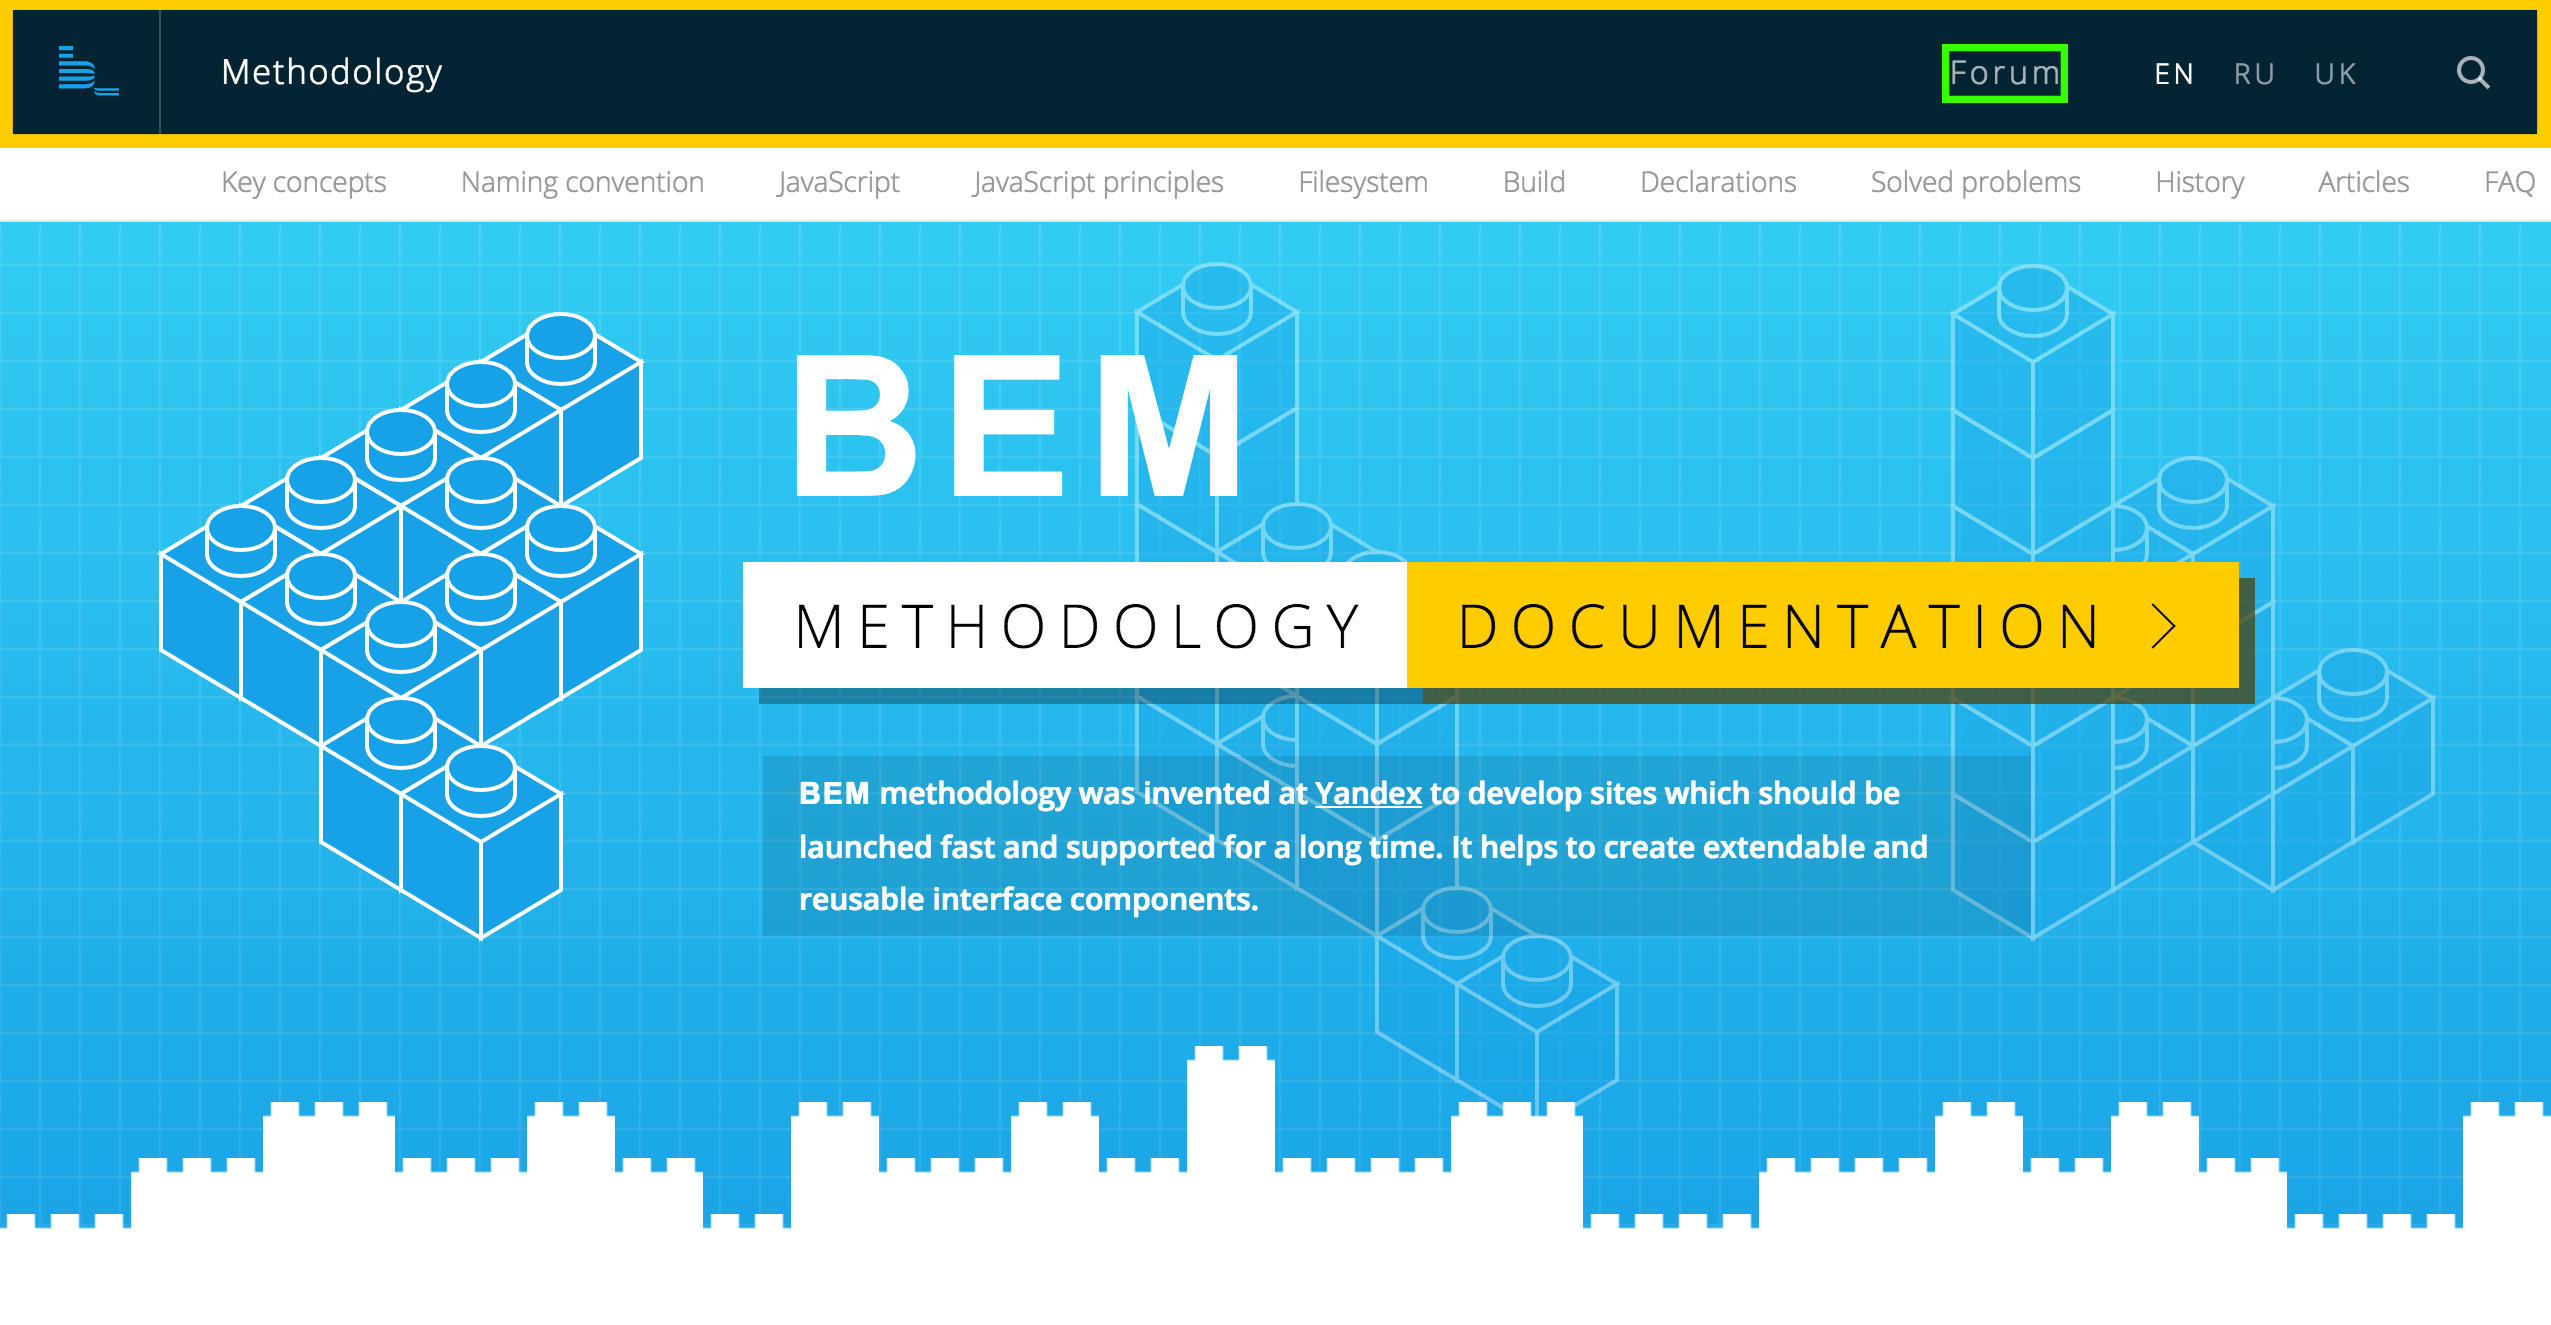 Methodology Forum EN RU UK
Key concepts Naming convention JavaScript JavaScript principles Filesystem Build Declarations Solved problems History Articles FAQ
BEM
METHODOLOGY DOCUMENTATION >
BEM methodology was invented at Yandex to develop sites which should be
launched fast and supported for a long time. It helps to create extendable and
reusable interface components.